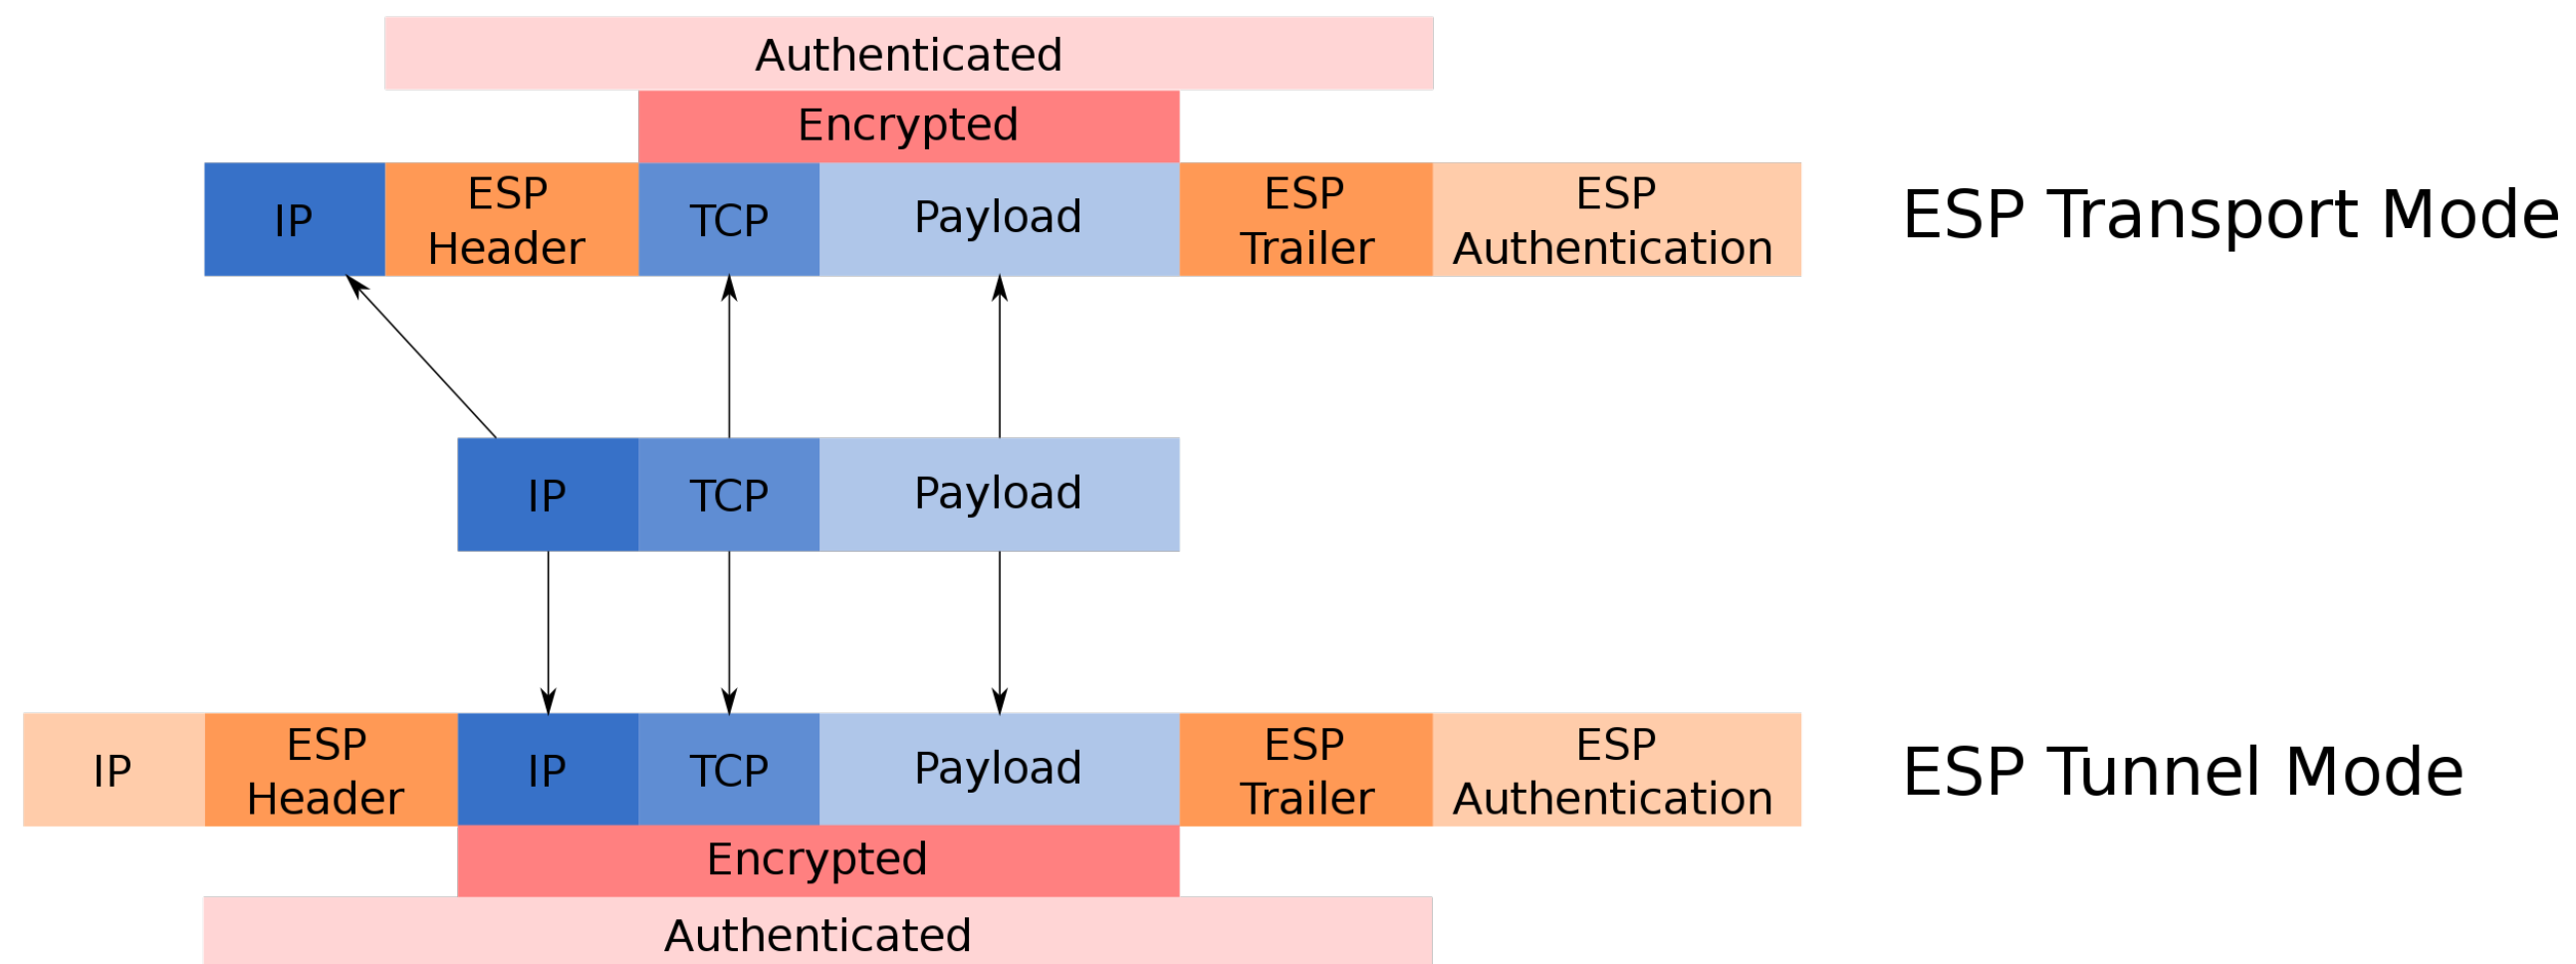 Authenticated
Encrypted
IP
ESP
Header
TCP
Payload
ESP
Trailer
ESP
Authentication
ESP Transport Mode
IP
TCP
Payload
IP
ESP
Header
IP
TCP
Payload
ESP
Trailer
ESP
Authentication
ESP Tunnel Mode
Encrypted
Authenticated